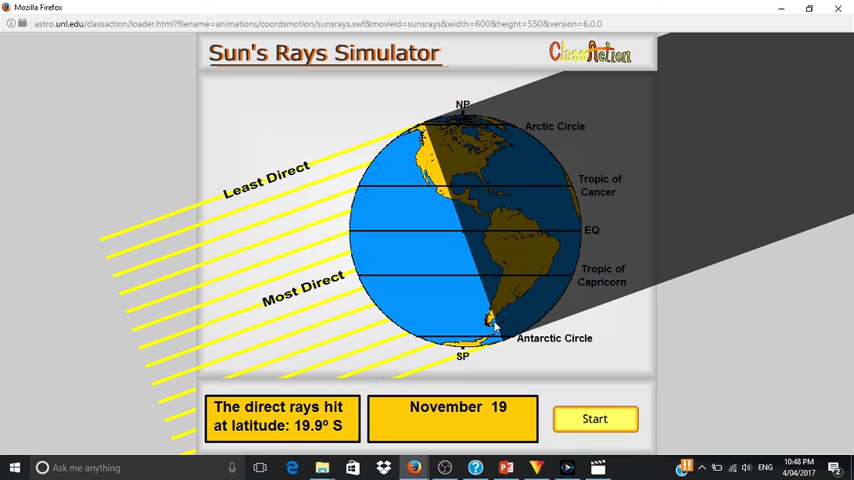 Mozilla Firefox
astro.unl.edu/classaction/loader.html?filename=animations/coordsmotion/sunsrays.swf&movieid=sunsrays&width=600&height=550&version=6.0.0
Sun's Rays Simulator
ClassAction
NP
Arctic Circle
Least Direct
Tropic of
Cancer
EQ
Most Direct
Tropic of
Capricorn
Antarctic Circle
SP
The direct rays hit
at latitude: 19.9º S
November 19
Start
Ask me anything
ENG
10:48 PM
4/04/2017